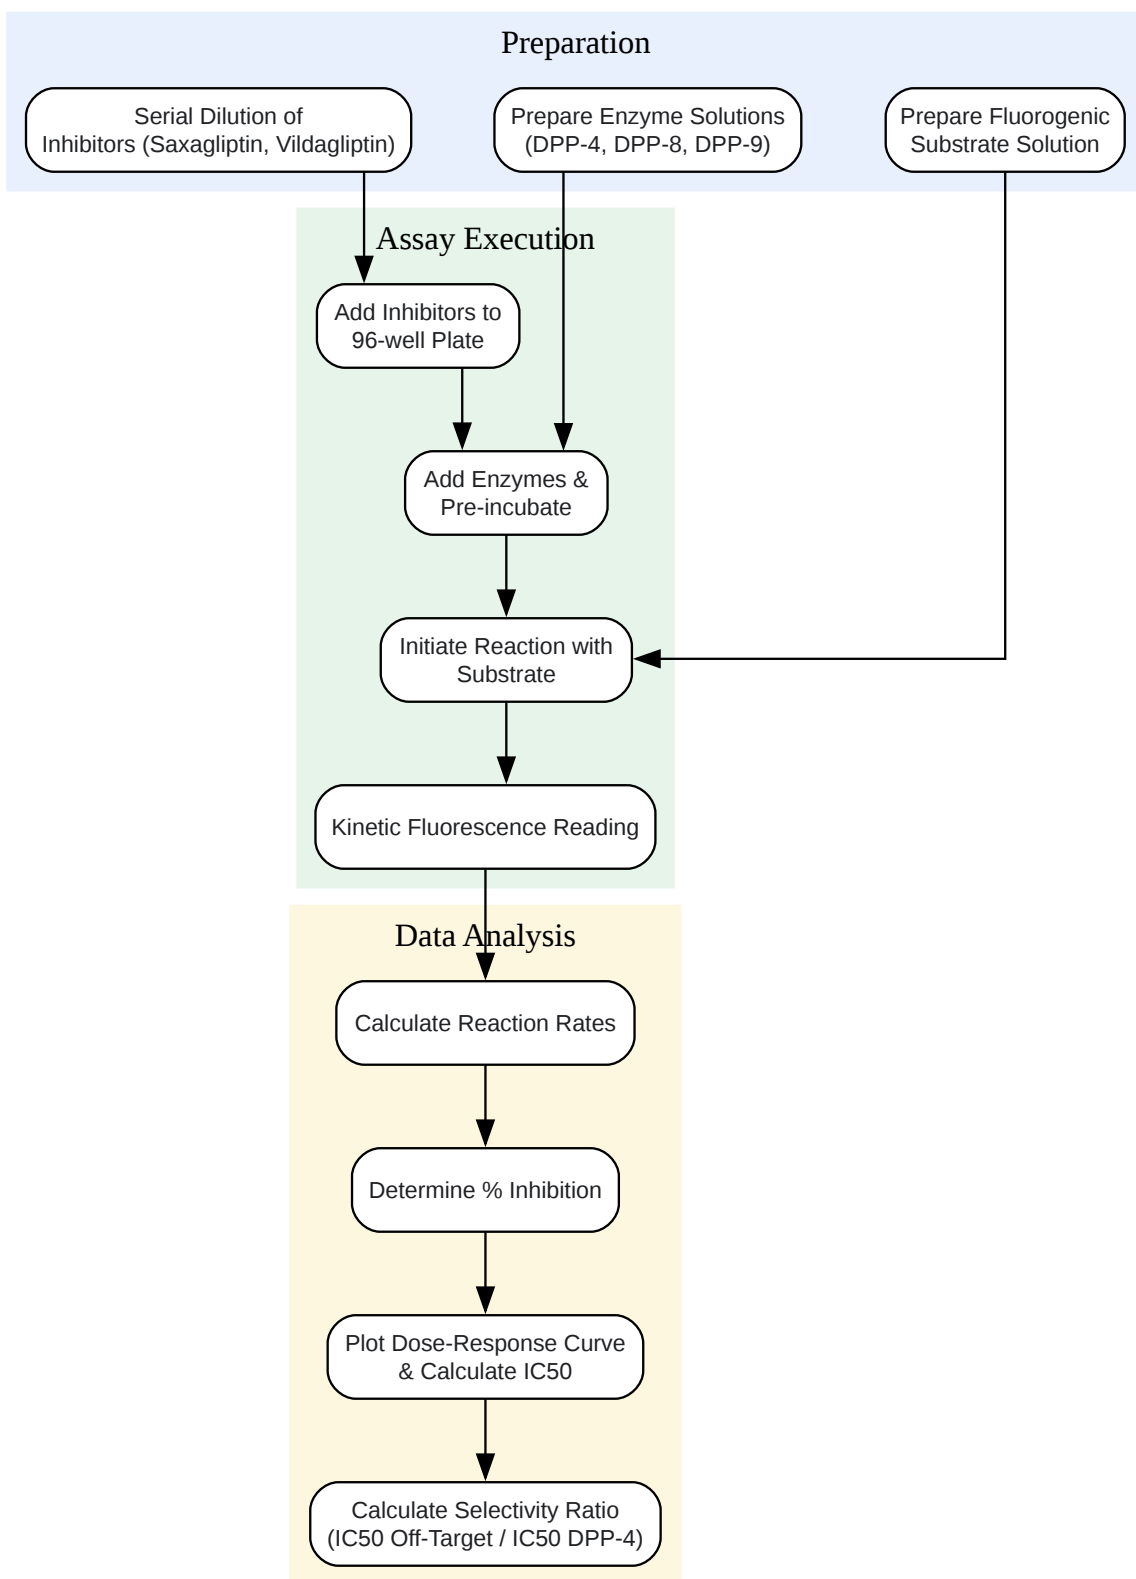 Preparation
Serial Dilution of
Inhibitors (Saxagliptin, Vildagliptin)
Prepare Enzyme Solutions
(DPP-4, DPP-8, DPP-9)
Prepare Fluorogenic
Substrate Solution
Assay Execution
Add Inhibitors to
96-well Plate
Add Enzymes &
Pre-incubate
Initiate Reaction with
Substrate
Kinetic Fluorescence Reading
Data Analysis
Calculate Reaction Rates
Determine % Inhibition
Plot Dose-Response Curve
& Calculate IC50
Calculate Selectivity Ratio
(IC50 Off-Target / IC50 DPP-4)